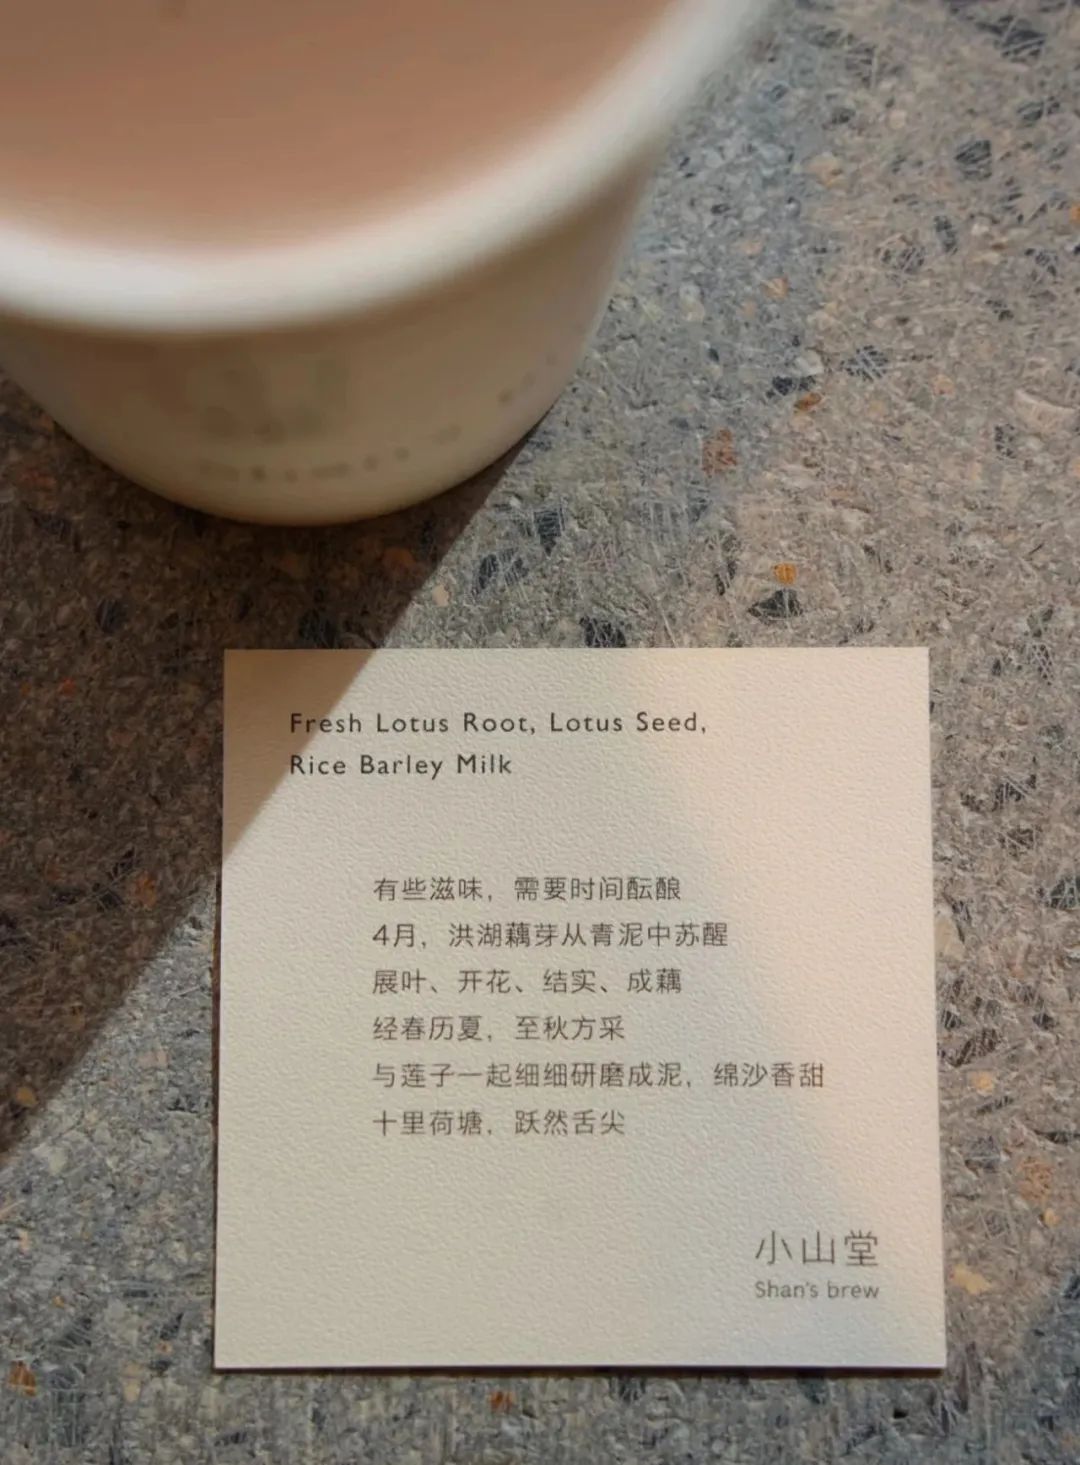 Fresh Lotus Root, Lotus Seed,
Rice Barley Milk
有些滋味，需要时间酝酿
4月，洪湖藕芽从青泥中苏醒
展叶、开花、结实、成藕
经春历夏，至秋方采
与莲子一起细细研磨成泥，绵沙香甜
十里荷塘，跃然舌尖
小山堂
Shan's brew